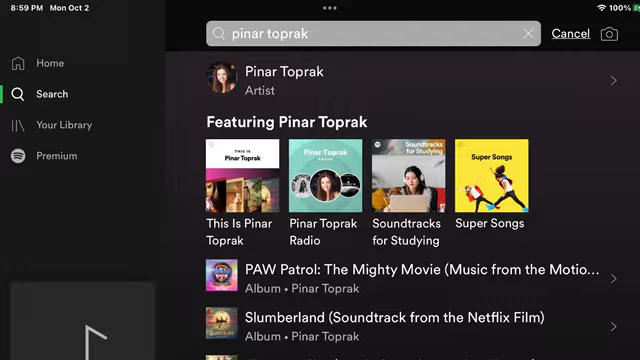 8:59 PM Mon Oct 2
100%
pinar toprak
Cancel
Home
Search
Your Library
Premium
Pinar Toprak
Artist
Featuring Pinar Toprak
THIS IS
Pinar Toprak
Pinar Toprak
RADIO
Soundtracks
for Studying
Super Songs
This Is Pinar
Toprak
Pinar Toprak
Radio
Soundtracks
for Studying
Super Songs
PAW Patrol: The Mighty Movie (Music from the Motio...
Album • Pinar Toprak
Slumberland (Soundtrack from the Netflix Film)
Album • Pinar Toprak